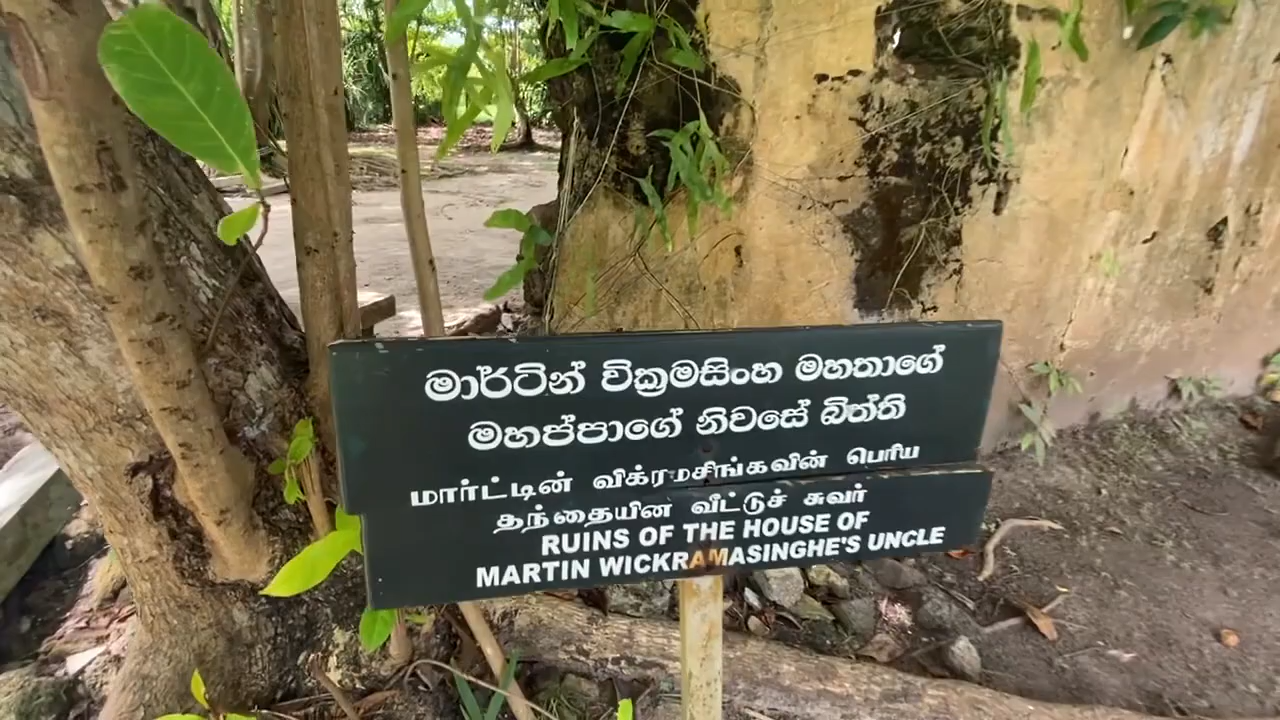 මාර්ටින් වික්‍රමසිංහ මහතාගේ
මහප්පාගේ නිවසේ බිත්ති
மார்ட்டின் விக்ரமசிங்கவின் பெரிய
தந்தையின வீட்டுச் சுவர்
RUINS OF THE HOUSE OF
MARTIN WICKRAMASINGHE'S UNCLE